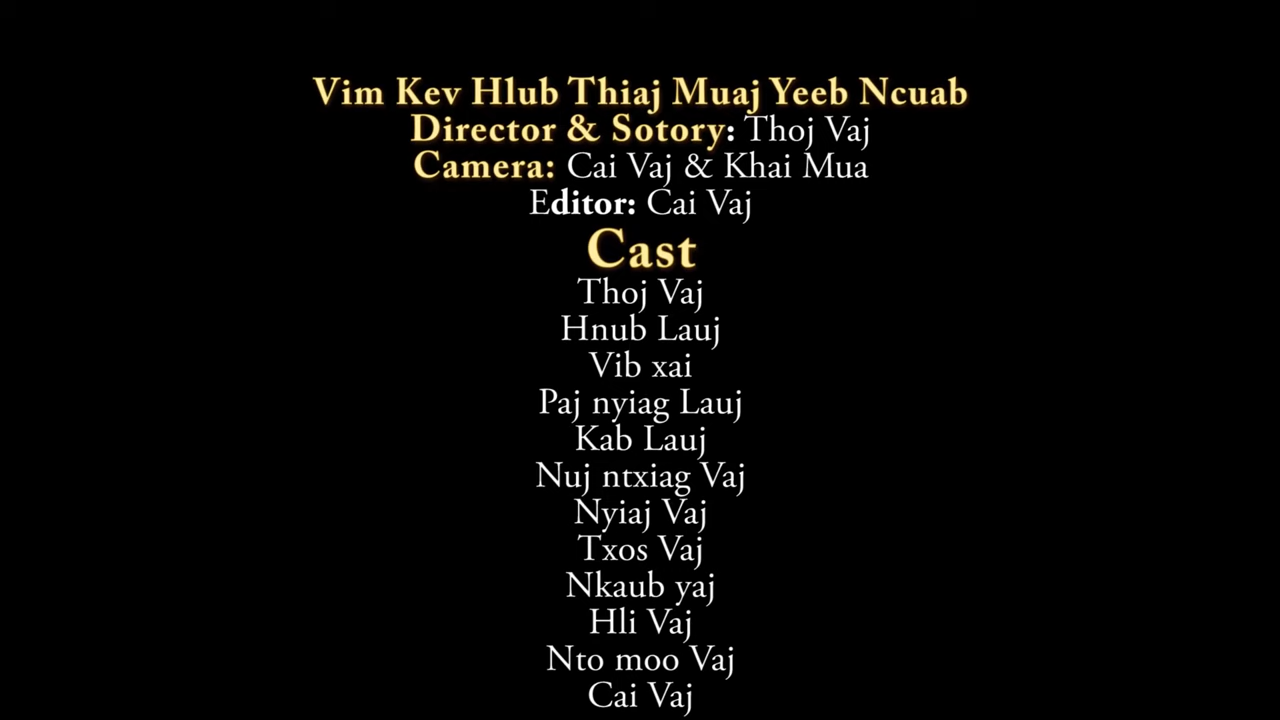 Vim Kev Hlub Thiaj Muaj Yeeb Ncuab
Director & Sotory: Thoj Vaj
Camera: Cai Vaj & Khai Mua
Editor: Cai Vaj
Cast
Thoj Vaj
Hnub Lauj
Vib xai
Paj nyiag Lauj
Kab Lauj
Nuj ntxiag Vaj
Nyiaj Vaj
Txos Vaj
Nkaub yaj
Hli Vaj
Nto moo Vaj
Cai Vaj